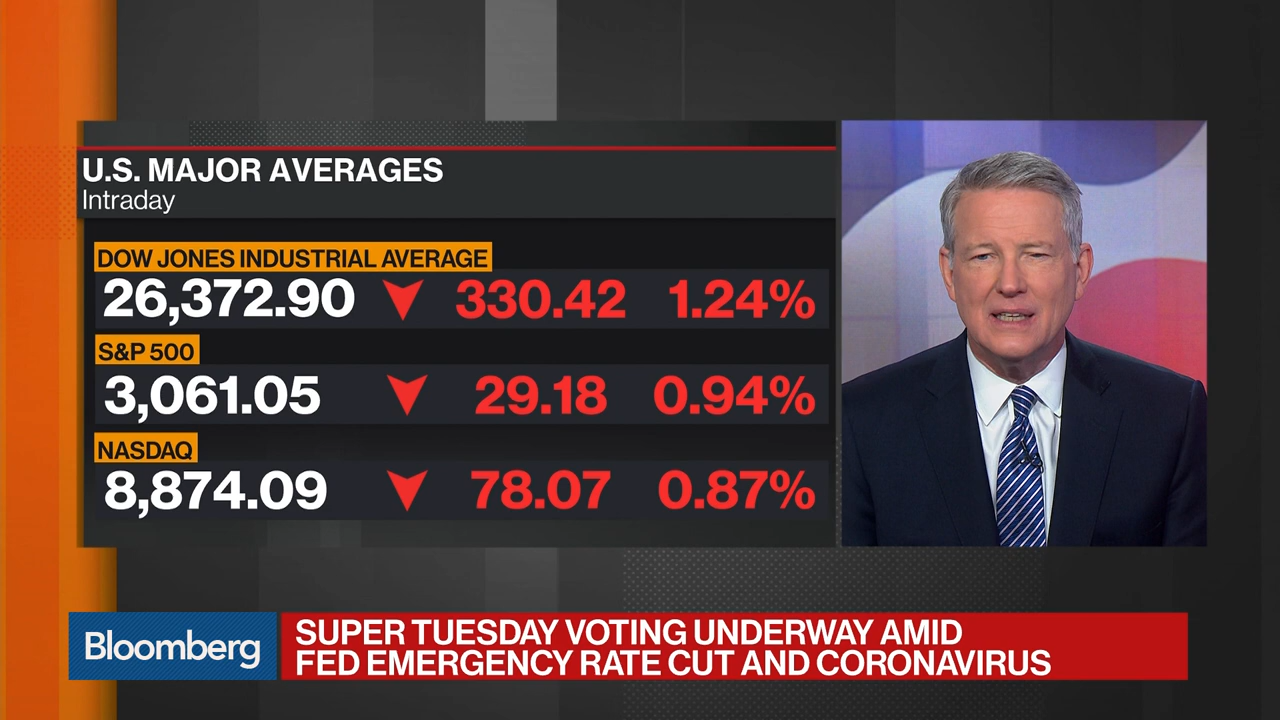 U.S. MAJOR AVERAGES
Intraday
DOW JONES INDUSTRIAL AVERAGE
26,372.90 ▼ 330.42 1.24%
S&P 500
3,061.05 ▼ 29.18 0.94%
NASDAQ
8,874.09 ▼ 78.07 0.87%
Bloomberg
SUPER TUESDAY VOTING UNDERWAY AMID
FED EMERGENCY RATE CUT AND CORONAVIRUS